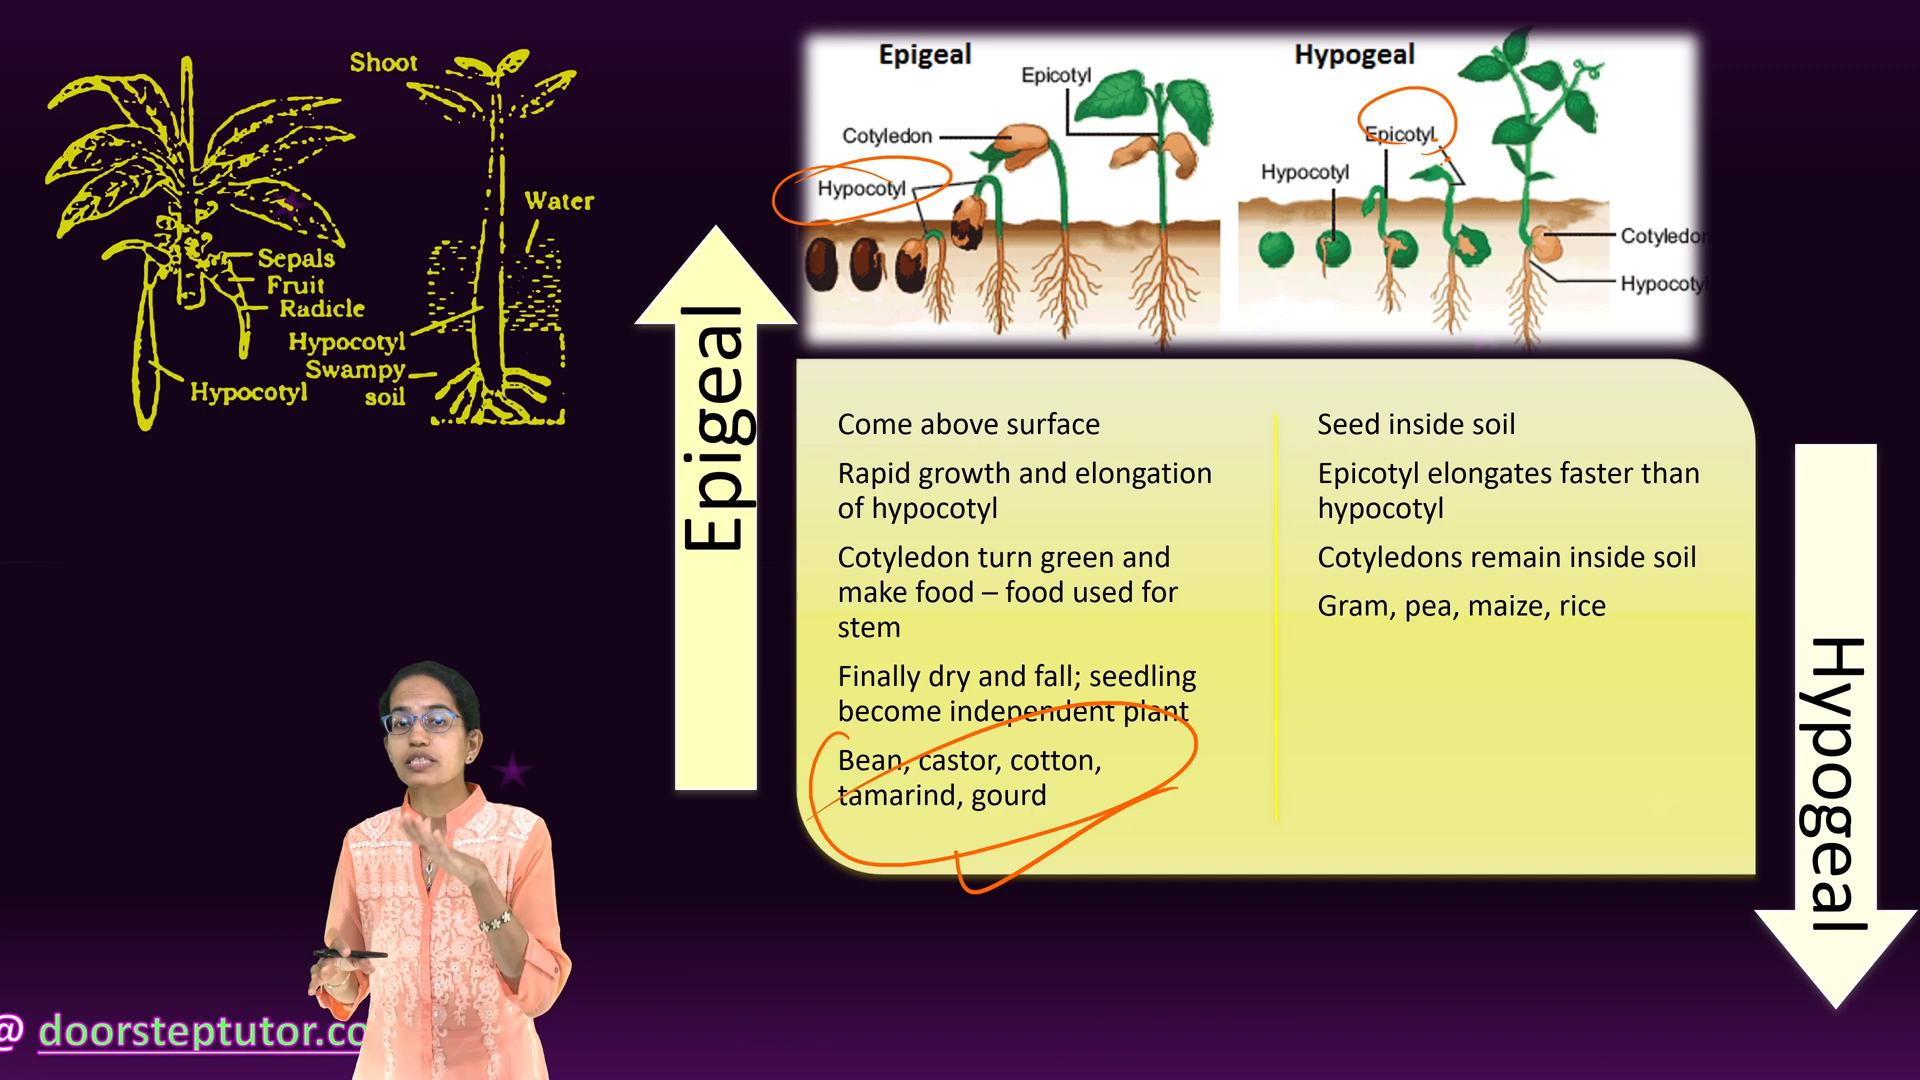 Shoot
Water
Sepals
Fruit
Radicle
Hypocotyl
Swampy
soil
Hypocotyl
Epigeal
Epicotyl
Cotyledon
Hypocotyl
Hypogeal
Epicotyl
Hypocotyl
Cotyledon
Hypocotyl
Epigeal
Come above surface
Rapid growth and elongation
of hypocotyl
Cotyledon turn green and
make food – food used for
stem
Finally dry and fall; seedling
become independent plant
Bean, castor, cotton,
tamarind, gourd
Seed inside soil
Epicotyl elongates faster than
hypocotyl
Cotyledons remain inside soil
Gram, pea, maize, rice
Hypogeal
@ doorsteptutor.co